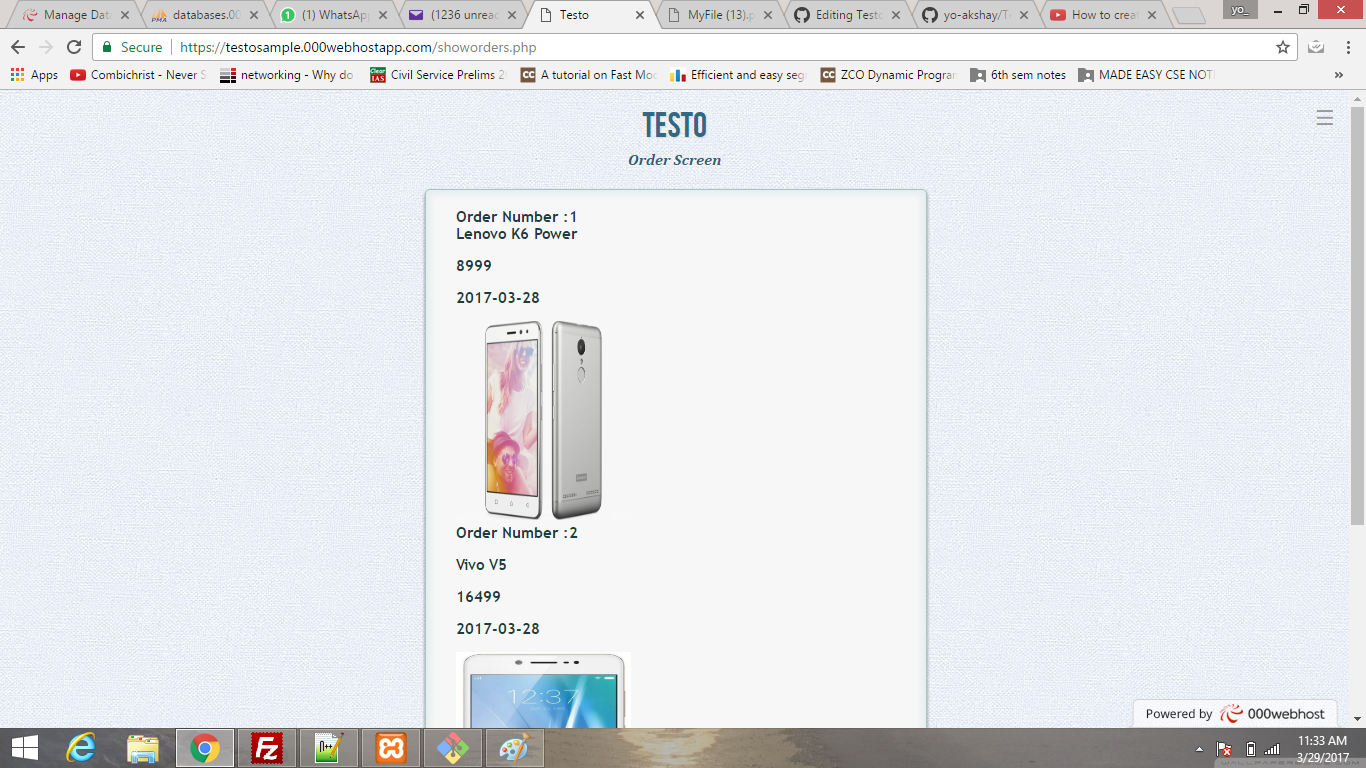 Manage Dat
databases.00
(1) WhatsApp
(1236 unread
Testo
MyFile (13).p
Editing Testo
yo-akshay/T
How to creat
yo_
Secure
https://testosample.000webhostapp.com/showorders.php
Apps
Combichrist - Never S
networking - Why do
Civil Service Prelims 2
A tutorial on Fast Mod
Efficient and easy seg
ZCO Dynamic Program
6th sem notes
MADE EASY CSE NOT
TESTO
Order Screen
Order Number :1
Lenovo K6 Power
8999
2017-03-28
Order Number :2
Vivo V5
16499
2017-03-28
12:37
Powered by 000webhost
11:33 AM
3/29/2017